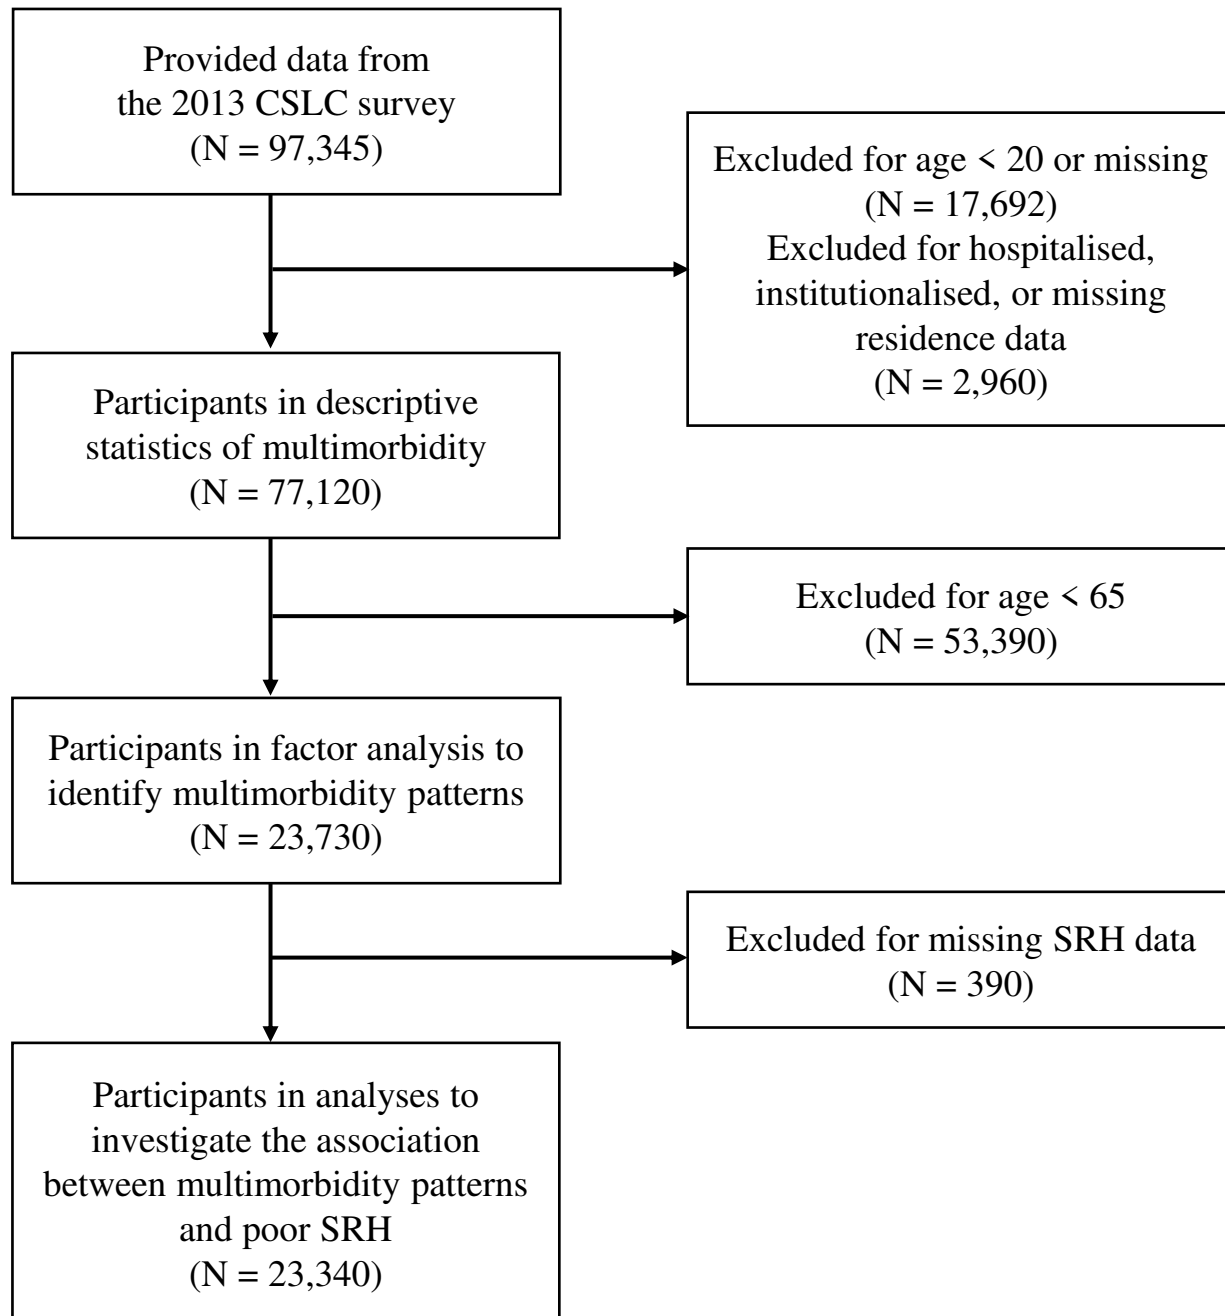 Provided data from
the 2013 CSLC survey
(N = 97,345)
Excluded for age < 20 or missing
(N = 17,692)
Excluded for hospitalised,
institutionalised, or missing
residence data
(N = 2,960)
Participants in descriptive
statistics of multimorbidity
(N = 77,120)
Excluded for age < 65
(N = 53,390)
Participants in factor analysis to
identify multimorbidity patterns
(N = 23,730)
Excluded for missing SRH data
(N = 390)
Participants in analyses to
investigate the association
between multimorbidity patterns
and poor SRH
(N = 23,340)